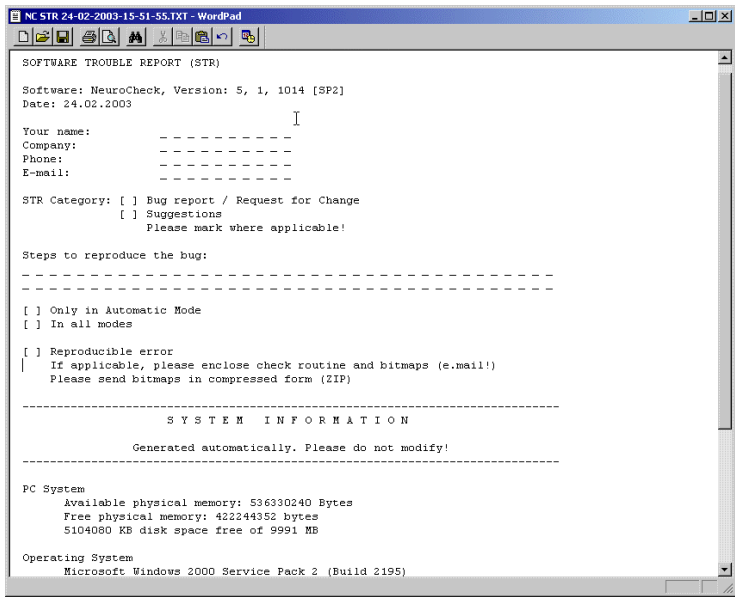 NC STR 24-02-2003-15-51-55.TXT - WordPad
SOFTWARE TROUBLE REPORT (STR)
Software: NeuroCheck, Version: 5, 1, 1014 [SP2]
Date: 24.02.2003
Your name: _ _ _ _ _ _ _ _ _ _
Company: _ _ _ _ _ _ _ _ _ _
Phone: _ _ _ _ _ _ _ _ _ _
E-mail: _ _ _ _ _ _ _ _ _ _
STR Category: [ ] Bug report / Request for Change
[ ] Suggestions
Please mark where applicable!
Steps to reproduce the bug:
_ _ _ _ _ _ _ _ _ _ _ _ _ _ _ _ _ _ _ _ _ _ _ _ _ _ _ _ _ _ _ _ _ _ _ _ _ _ _
_ _ _ _ _ _ _ _ _ _ _ _ _ _ _ _ _ _ _ _ _ _ _ _ _ _ _ _ _ _ _ _ _ _ _ _ _ _ _
[ ] Only in Automatic Mode
[ ] In all modes
[ ] Reproducible error
If applicable, please enclose check routine and bitmaps (e.mail!)
Please send bitmaps in compressed form (ZIP)
------------------------------------------------------------------------------
S Y S T E M   I N F O R M A T I O N
Generated automatically. Please do not modify!
------------------------------------------------------------------------------
PC System
Available physical memory: 536330240 Bytes
Free physical memory: 422244352 bytes
5104080 KB disk space free of 9991 MB
Operating System
Microsoft Windows 2000 Service Pack 2 (Build 2195)